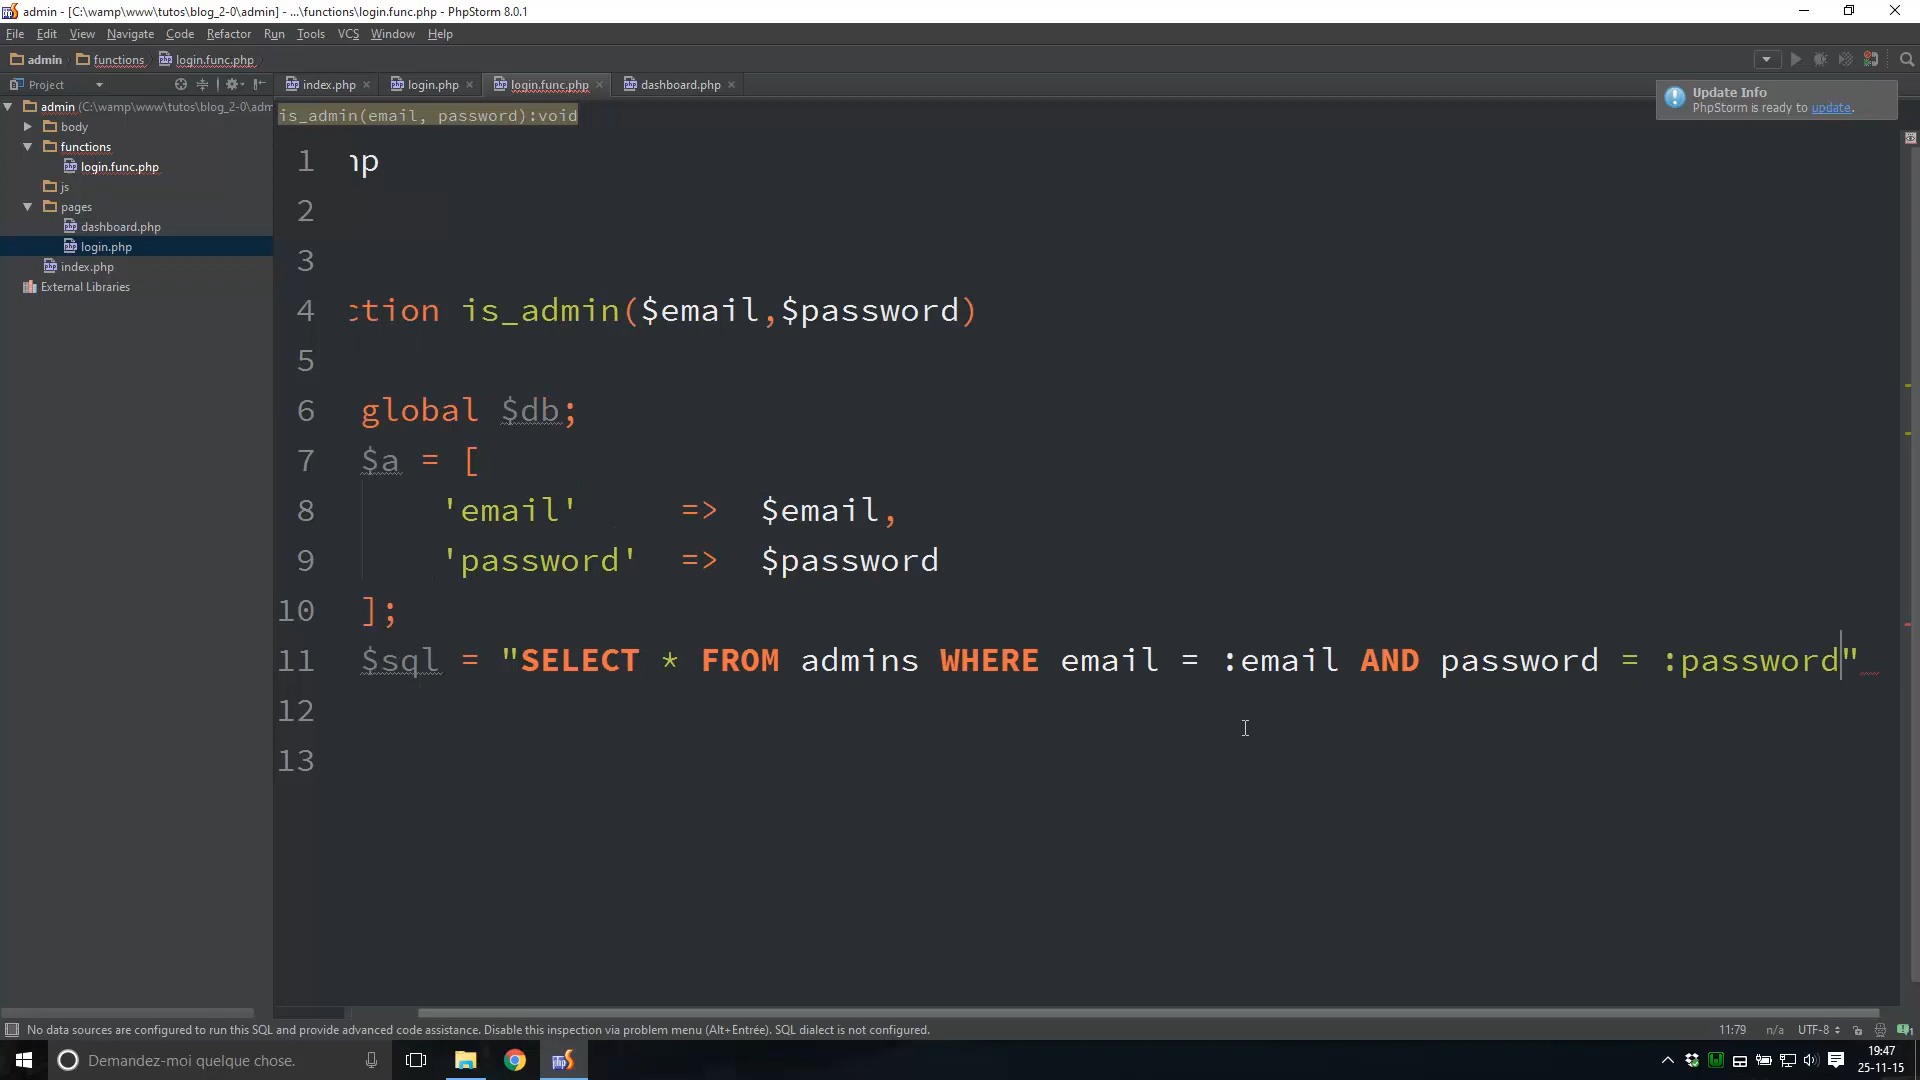 admin - [C:\wamp\www\tutos\blog_2-0\admin] - ...\functions\login.func.php - PhpStorm 8.0.1
File Edit View Navigate Code Refactor Run Tools VCS Window Help
admin functions login.func.php
Project index.php login.php login.func.php dashboard.php
admin (C:\wamp\www\tutos\blog_2-0\adm
body
functions
login.func.php
js
pages
dashboard.php
login.php
index.php
External Libraries
Update Info
PhpStorm is ready to update.
is_admin(email, password):void
1 hp
2
3
4 ction is_admin($email,$password)
5
6 global $db;
7 $a = [
8 'email' => $email,
9 'password' => $password
10 ];
11 $sql = "SELECT * FROM admins WHERE email = :email AND password = :password"
12
13
No data sources are configured to run this SQL and provide advanced code assistance. Disable this inspection via problem menu (Alt+Entrée). SQL dialect is not configured.
11:79 n/a UTF-8
Demandez-moi quelque chose.
19:47
25-11-15